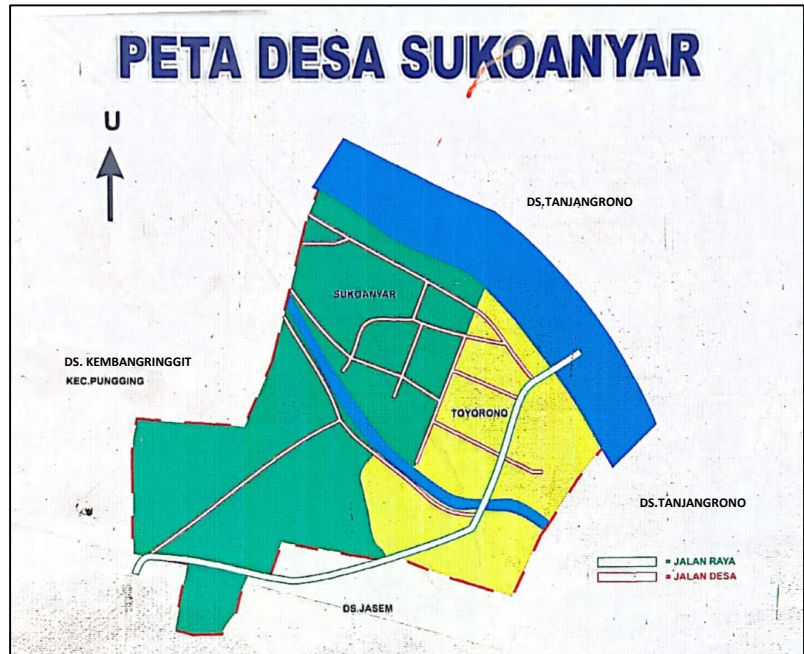 PETA DESA SUKOANYAR
U
DS.TANJANGRONO
SUKOANYAR
DS. KEMBANGRINGGIT
KEC.PUNGGING
TOYORONO
DS.TANJANGRONO
= JALAN RAYA
= JALAN DESA
DS.JASEM